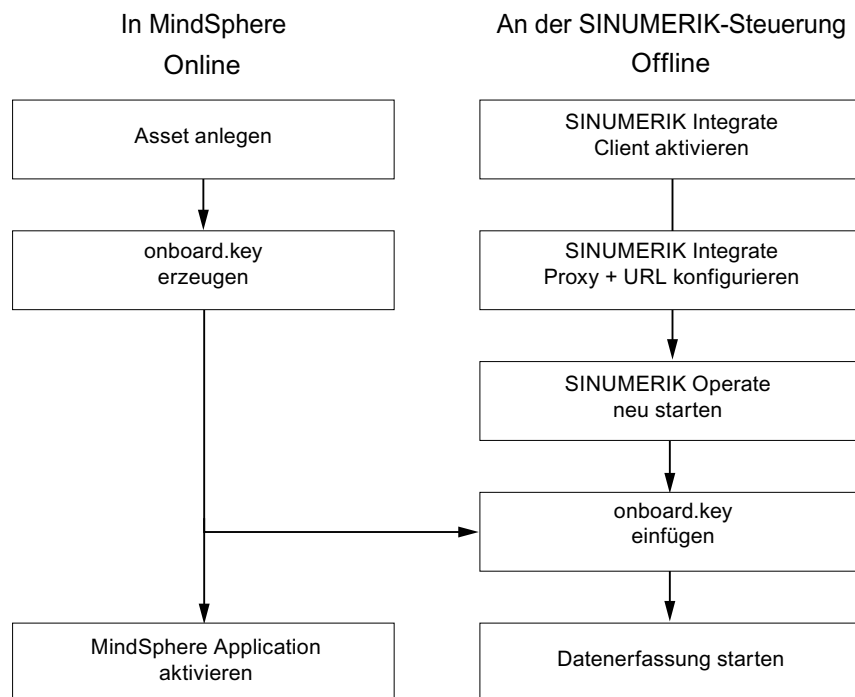 In MindSphere
Online
Asset anlegen
onboard.key
erzeugen
MindSphere Application
aktivieren
An der SINUMERIK-Steuerung
Offline
SINUMERIK Integrate
Client aktivieren
SINUMERIK Integrate
Proxy + URL konfigurieren
SINUMERIK Operate
neu starten
onboard.key
einfügen
Datenerfassung starten